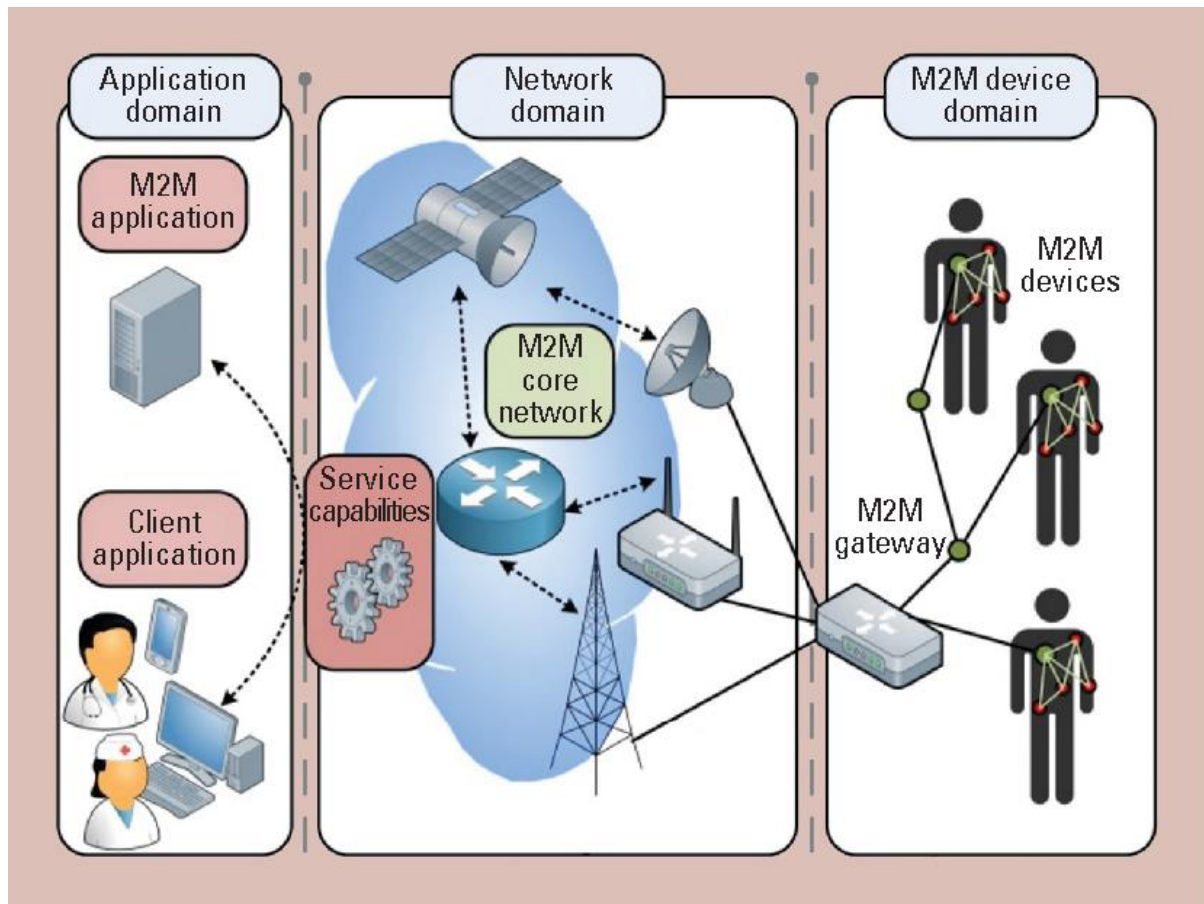 Application
domain
Network
domain
M2M device
domain
M2M
application
M2M
devices
M2M
core
network
Service
capabilities
Client
application
M2M
gateway